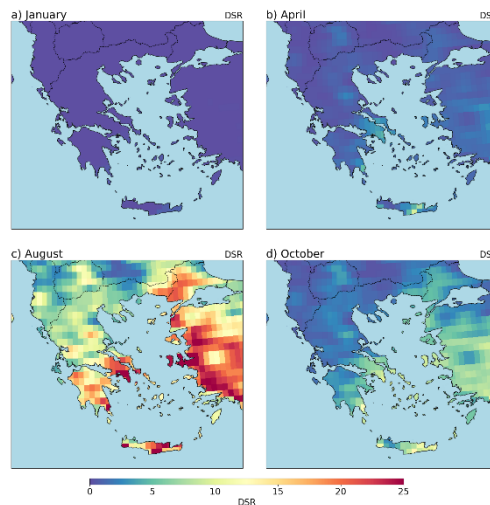 a) January DSR
b) April DSR
c) August DSR
d) October DSR
0 5 10 15 20 25
DSR